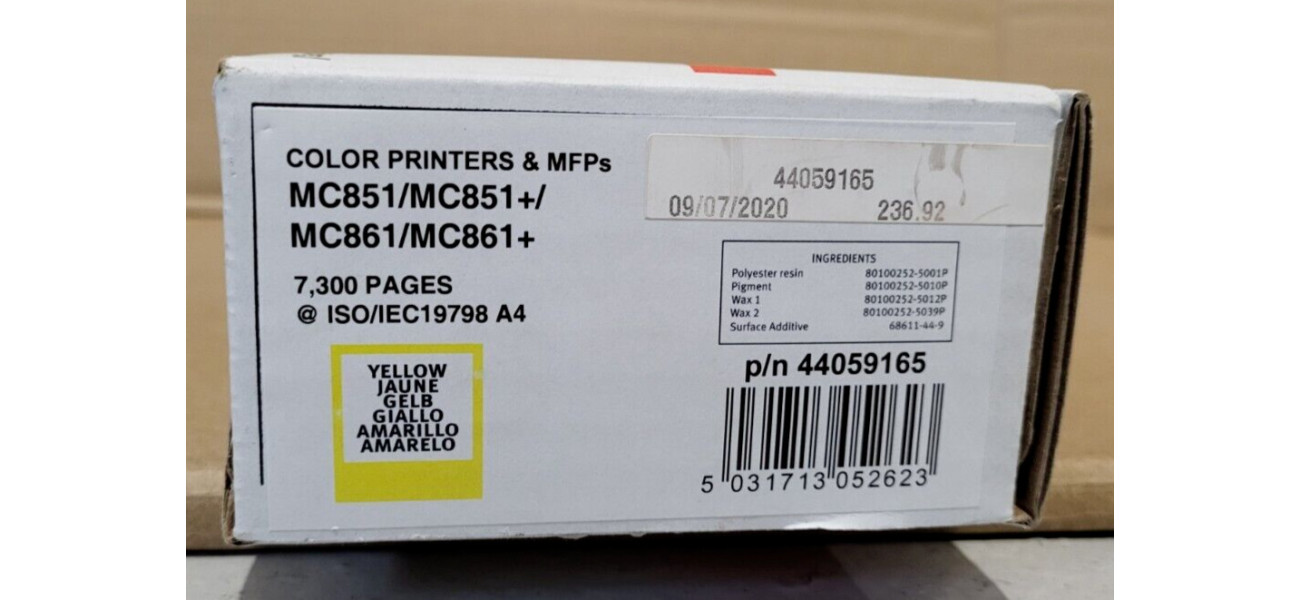 COLOR PRINTERS & MFPs
MC851/MC851+/
MC861/MC861+
7,300 PAGES
@ ISO/IEC19798 A4
YELLOW
JAUNE
GELB
GIALLO
AMARILLO
AMARELO
44059165
09/07/2020 236.92
INGREDIENTS
Polyester resin 80100252-5001P
Pigment 80100252-5010P
Wax 1 80100252-5012P
Wax 2 80100252-5039P
Surface Additive 68611-44-9
p/n 44059165
5 031713 052623